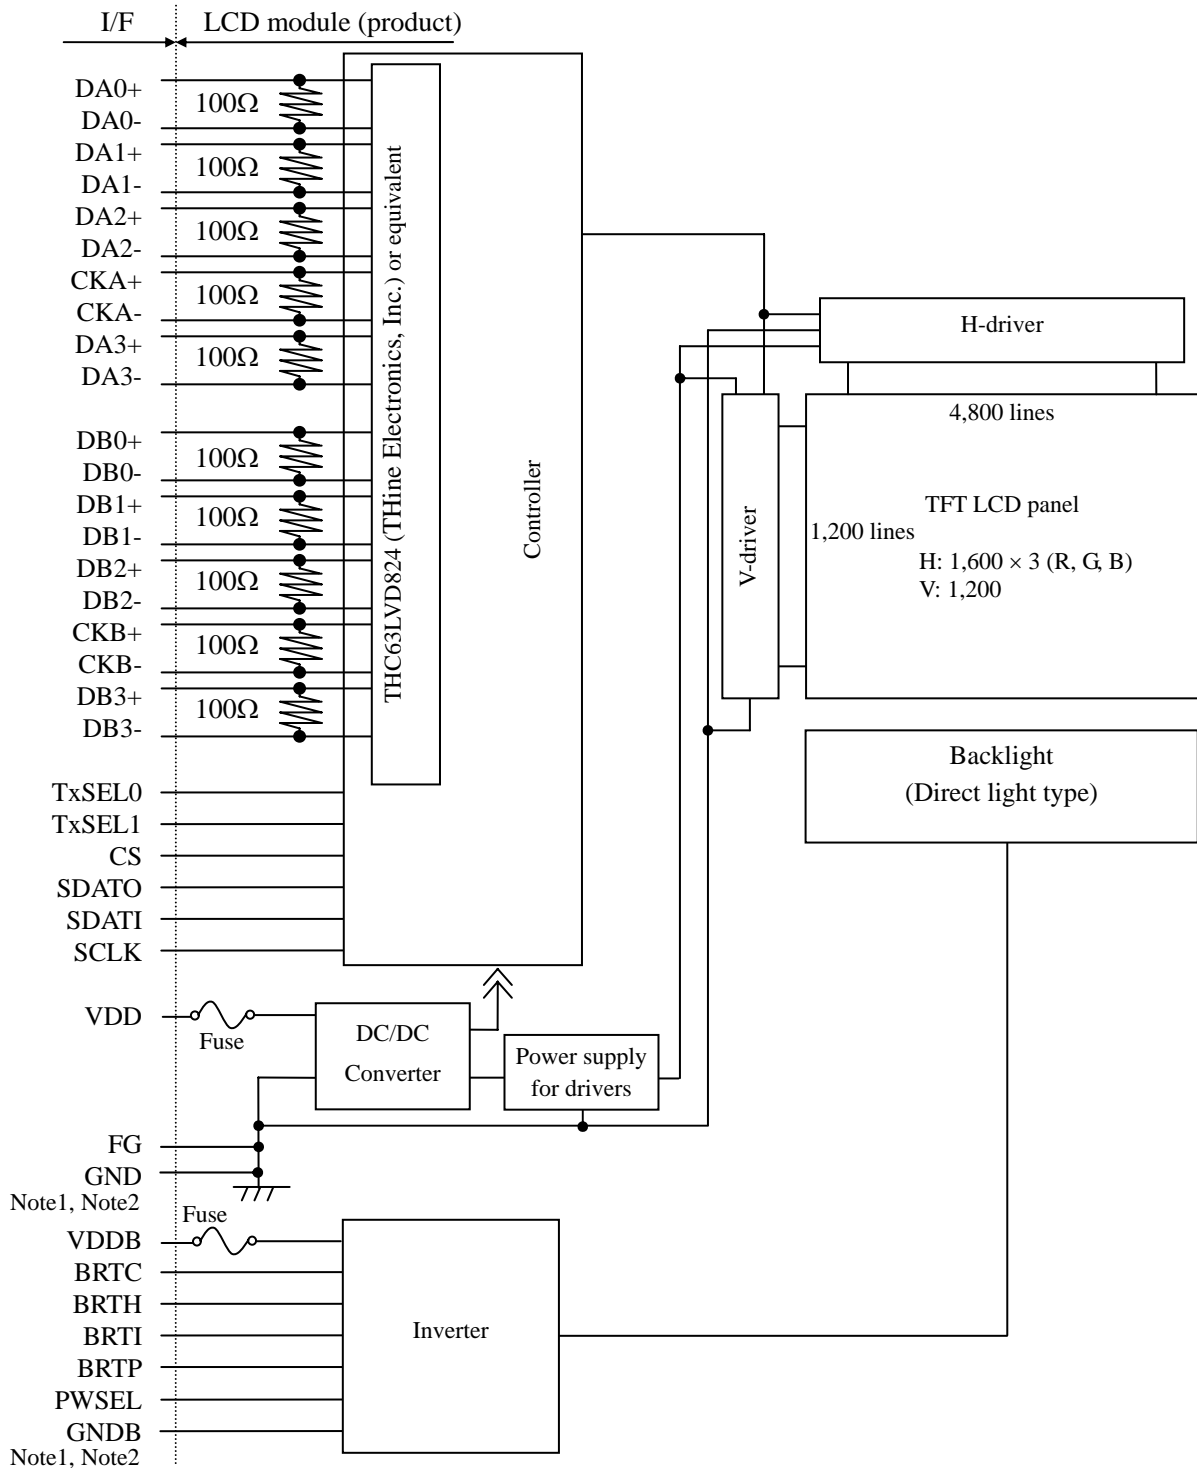 I/F
LCD module (product)
DA0+
100Ω
DA0-
DA1+
100Ω
DA1-
DA2+
100Ω
DA2-
CKA+
100Ω
CKA-
DA3+
100Ω
DA3-
DB0+
100Ω
DB0-
DB1+
100Ω
DB1-
DB2+
100Ω
DB2-
CKB+
100Ω
CKB-
DB3+
100Ω
DB3-
THC63LVD824 (THine Electronics, Inc.) or equivalent
Controller
H-driver
V-driver
4,800 lines
1,200 lines
TFT LCD panel
H: 1,600 × 3 (R, G, B)
V: 1,200
Backlight
(Direct light type)
TxSEL0
TxSEL1
CS
SDATO
SDATI
SCLK
VDD
Fuse
DC/DC
Converter
Power supply
for drivers
FG
GND
Note1, Note2
Fuse
VDDB
BRTC
BRTH
BRTI
BRTP
PWSEL
GNDB
Note1, Note2
Inverter